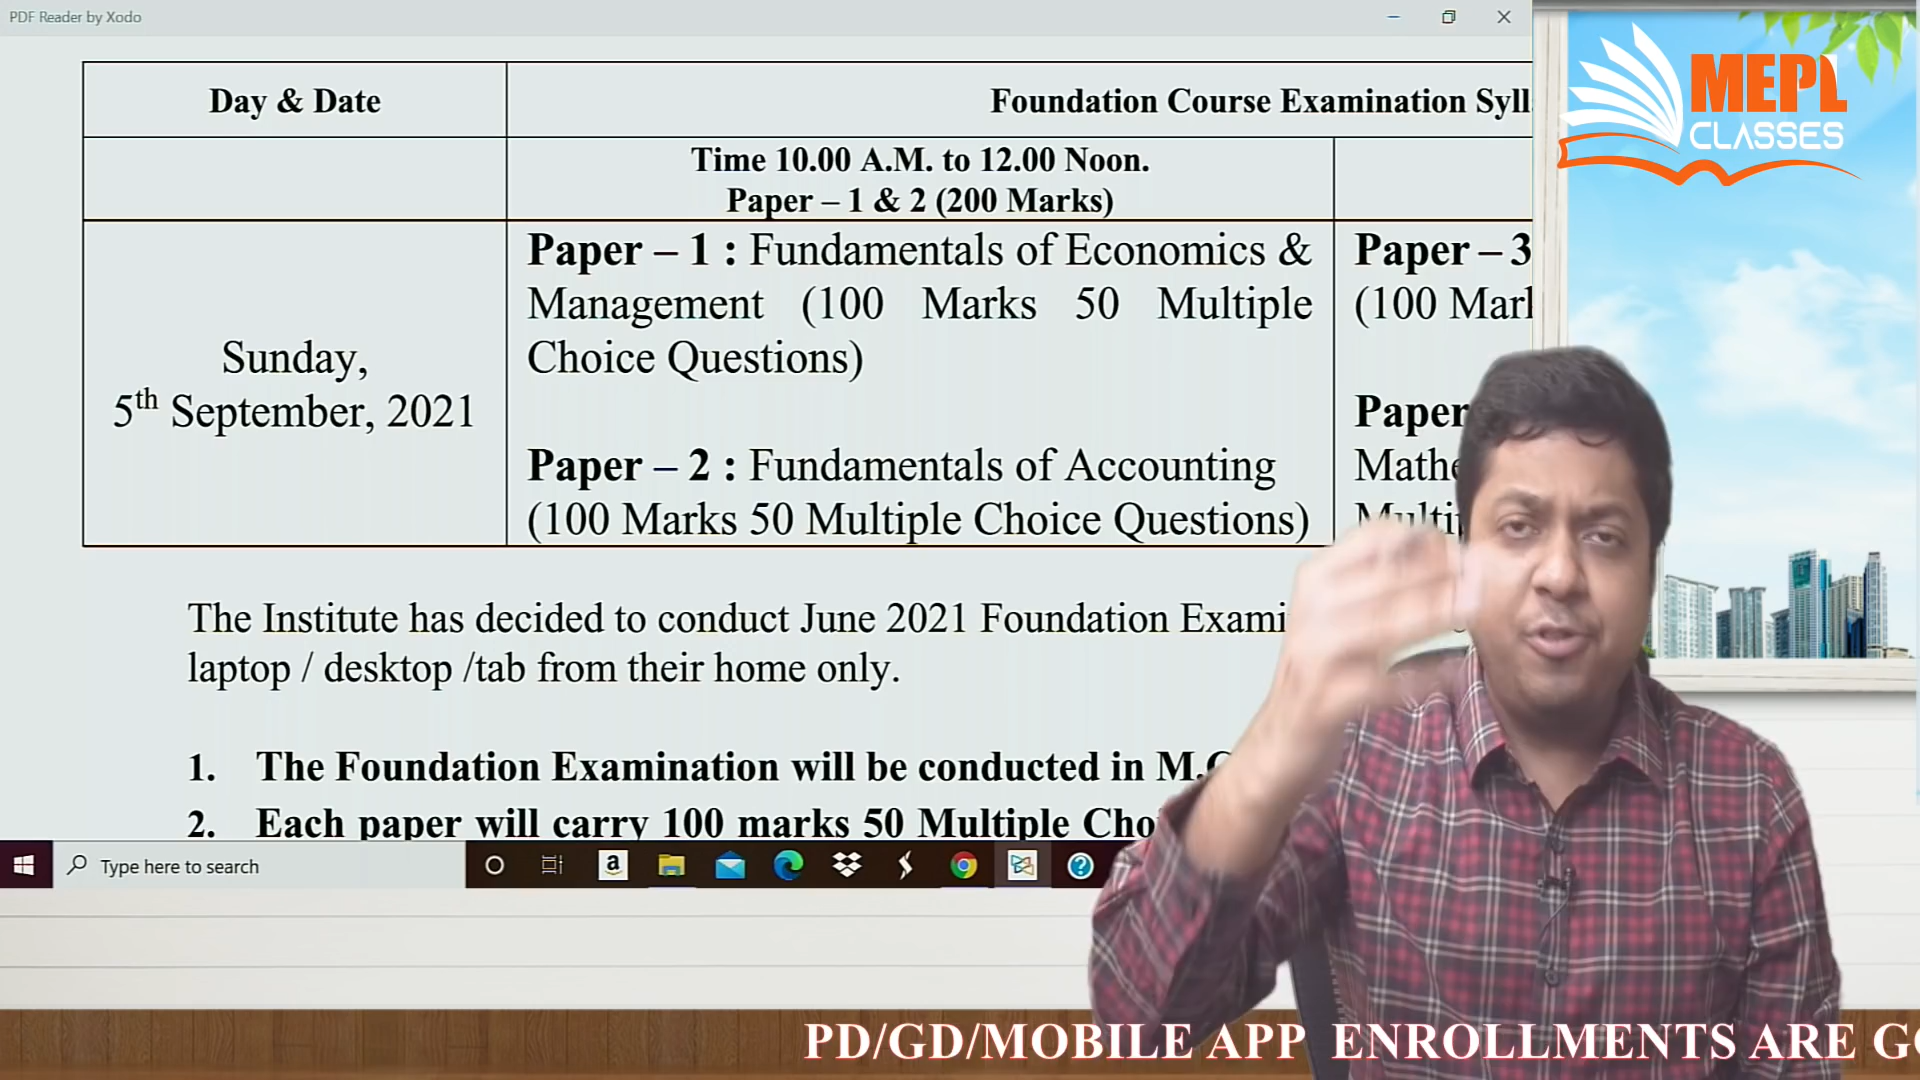 PDF Reader by Xodo
MEPL
CLASSES
Day & Date
Foundation Course Examination Syll
Time 10.00 A.M. to 12.00 Noon.
Paper – 1 & 2 (200 Marks)
Paper – 1 : Fundamentals of Economics &
Management (100 Marks 50 Multiple
Choice Questions)
Paper – 2 : Fundamentals of Accounting
(100 Marks 50 Multiple Choice Questions)
Paper – 3
(100 Mark
Paper
Mathe
Multi
Sunday,
5th September, 2021
The Institute has decided to conduct June 2021 Foundation Exami
laptop / desktop /tab from their home only.
1. The Foundation Examination will be conducted in M.C
2. Each paper will carry 100 marks 50 Multiple Cho
Type here to search
PD/GD/MOBILE APP ENROLLMENTS ARE GO